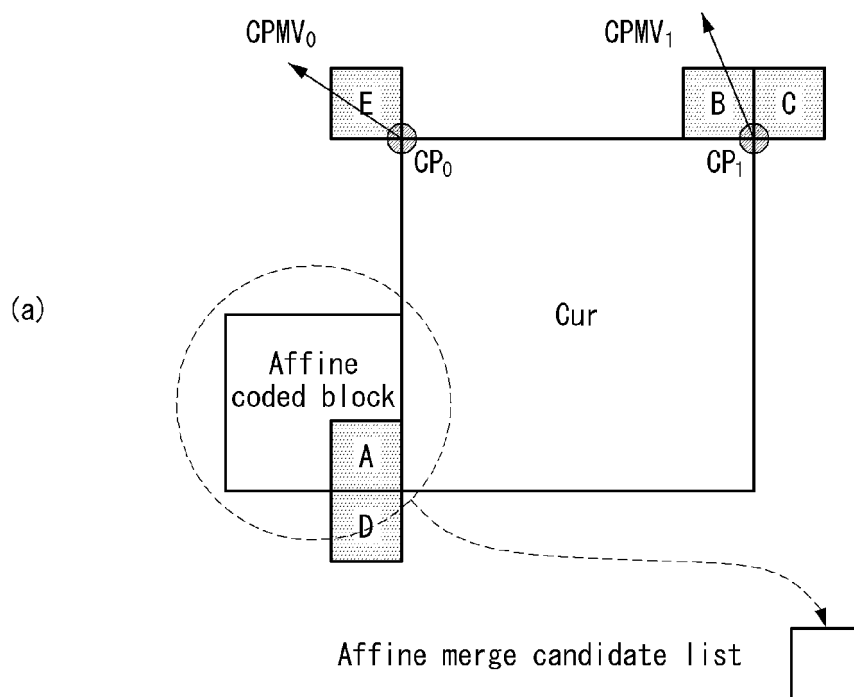 CPMV₀
CPMV₁
E
B
C
CP₀
CP₁
(a)
Cur
Affine
coded block
A
D
Affine merge candidate list